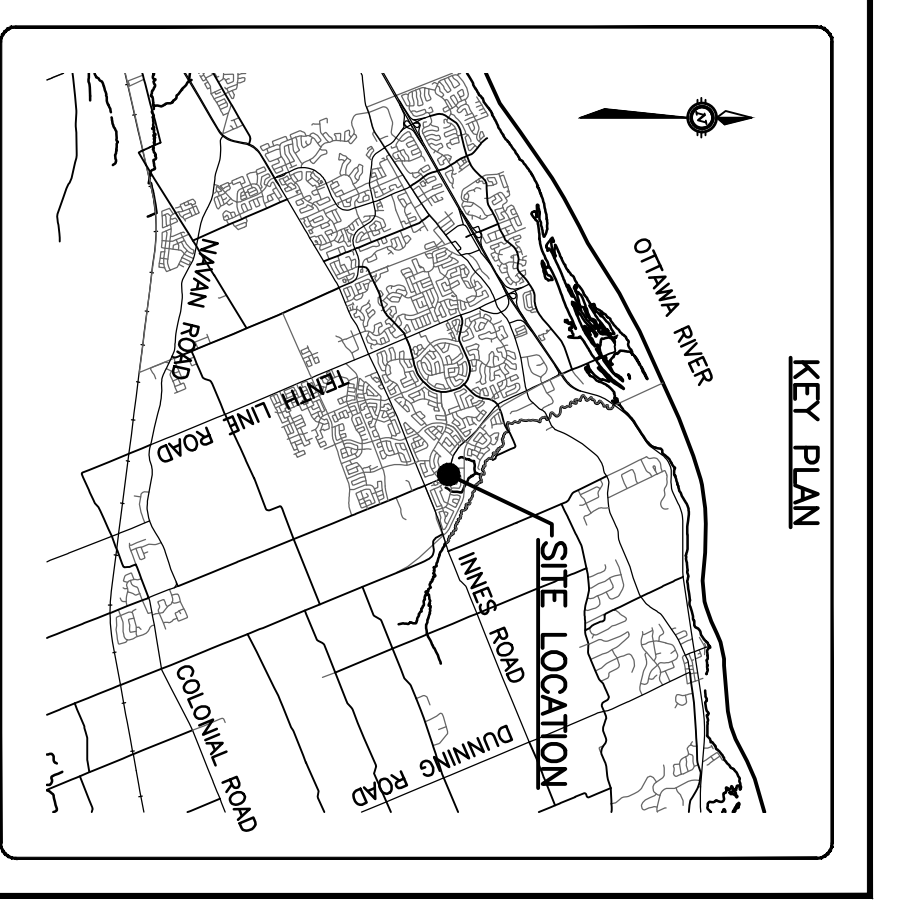 KEY PLAN
N
OTTAWA RIVER
SITE LOCATION
INNES ROAD
DUNNING ROAD
TENTH LINE ROAD
NAVAN ROAD
COLONIAL ROAD